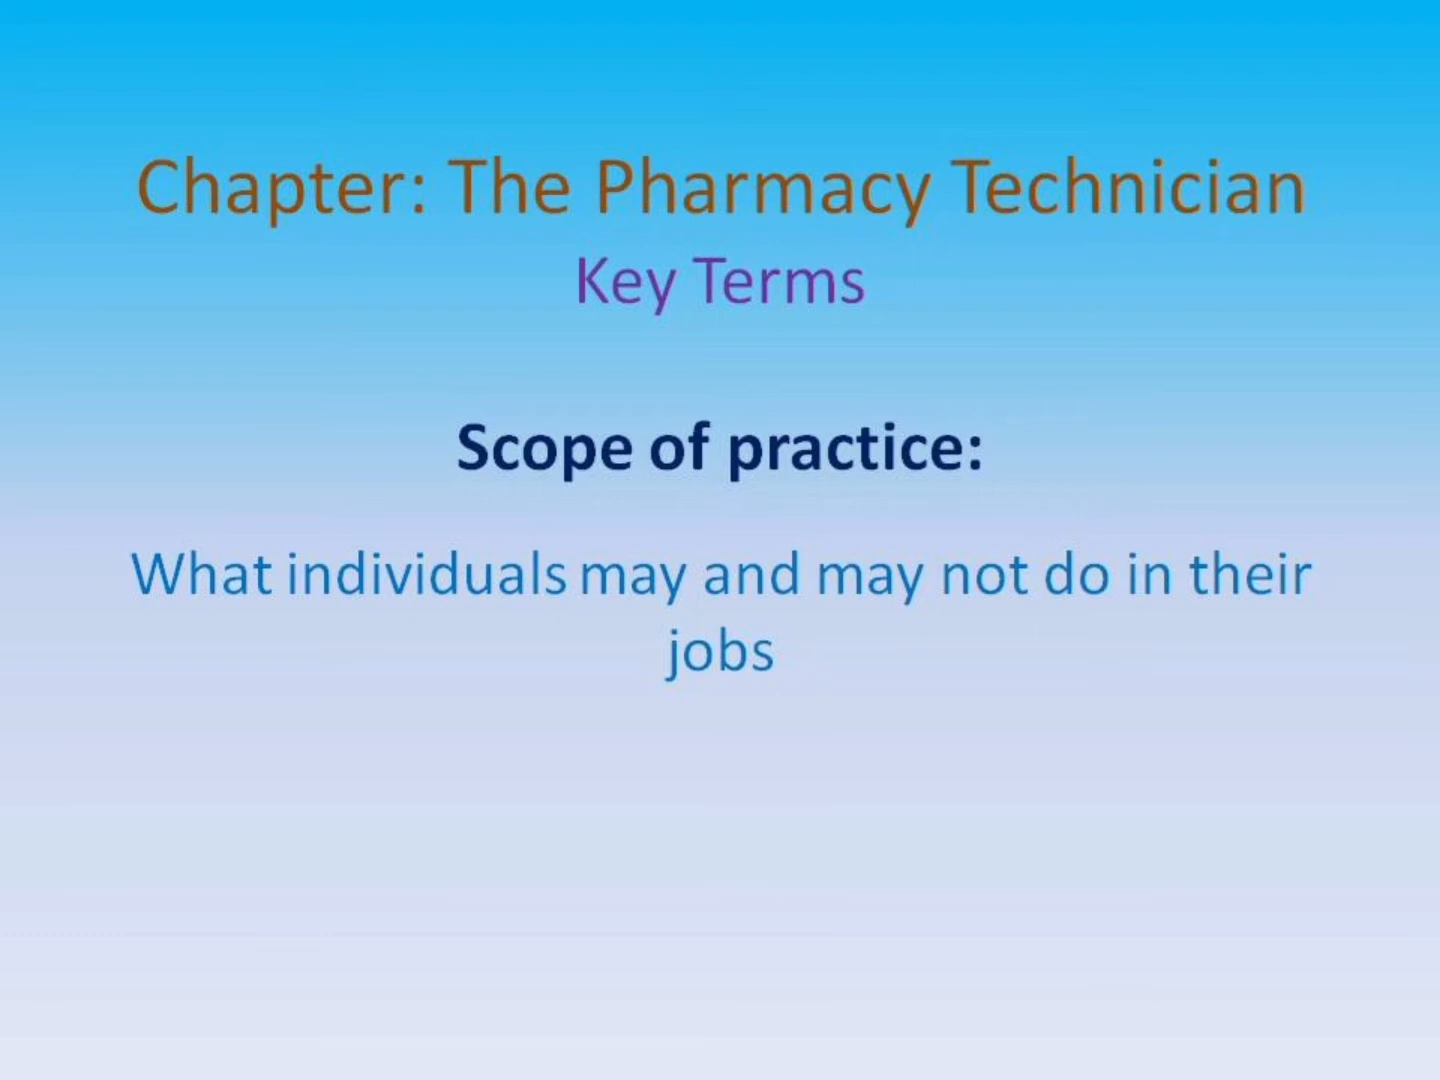 Chapter: The Pharmacy Technician
Key Terms
Scope of practice:
What individuals may and may not do in their
jobs